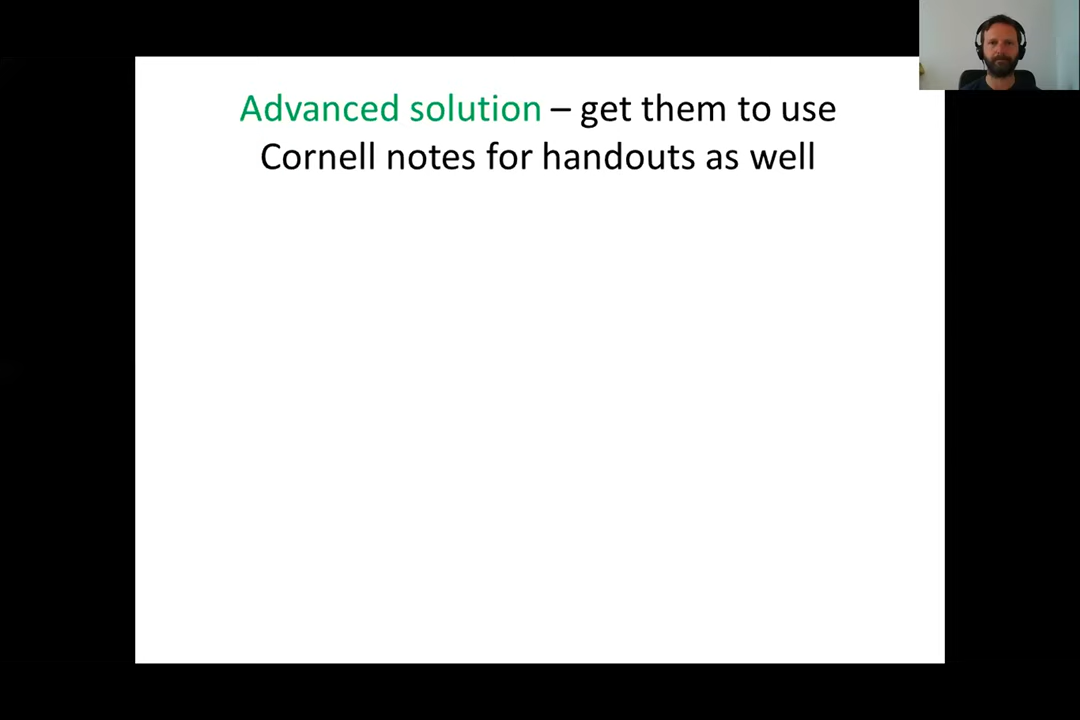 Advanced solution – get them to use
Cornell notes for handouts as well